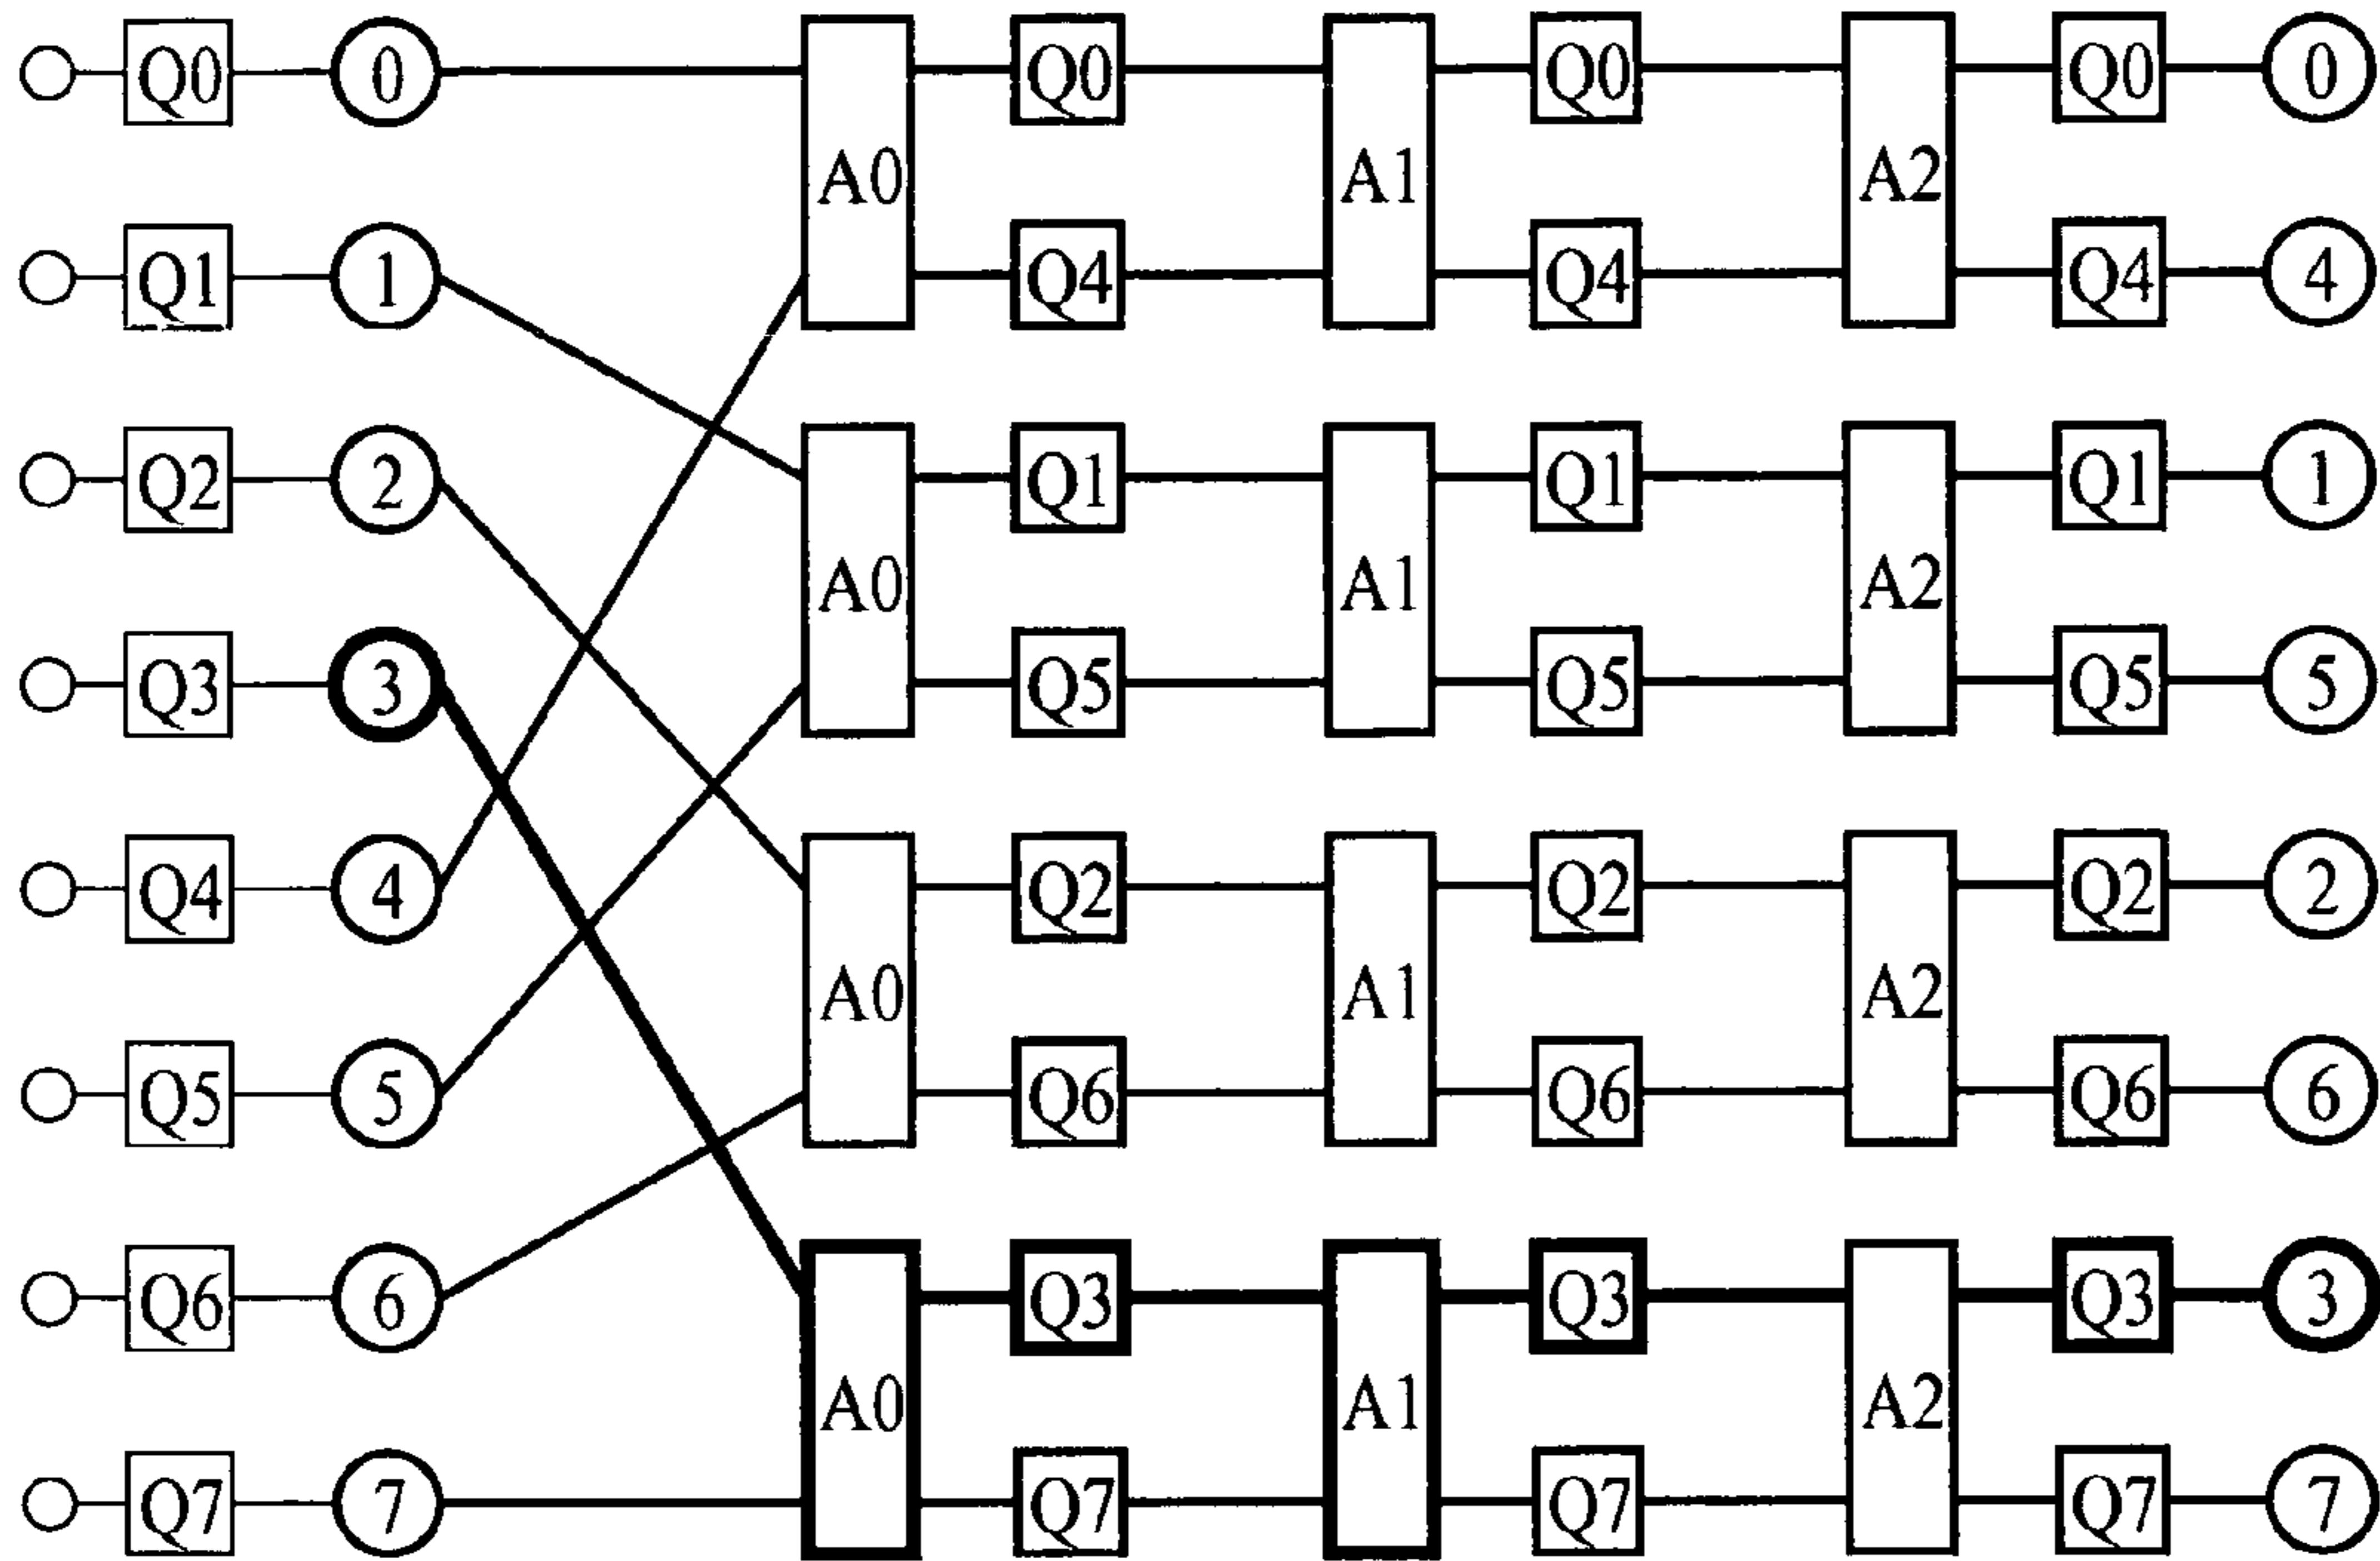 Q0 0 Q0 Q0 Q0 0
A0 A1 A2
Q1 1 Q4 Q4 Q4 4
Q2 2 Q1 Q1 Q1 1
A0 A1 A2
Q3 3 Q5 Q5 Q5 5
Q4 4 Q2 Q2 Q2 2
A0 A1 A2
Q5 5 Q6 Q6 Q6 6
Q6 6 Q3 Q3 Q3 3
A0 A1 A2
Q7 7 Q7 Q7 Q7 7